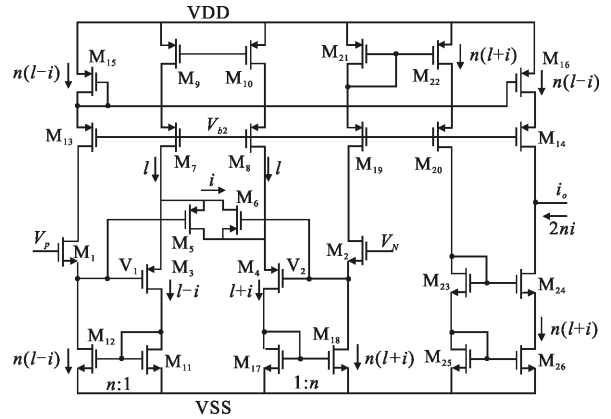 VDD
n(l−i) M15 M9 M10 M21 M22 n(l+i) M16 n(l−i)
M13 M7 Vb2 M8 M19 M20 M14
l i l
M6 io
M5 2ni
Vp M1 V1 M3 M4 V2 M2 VN
l−i l+i M23 M24
M12 M18 n(l+i)
n(l−i) M11 M17 n(l+i) M25 M26
n:1 1:n
VSS